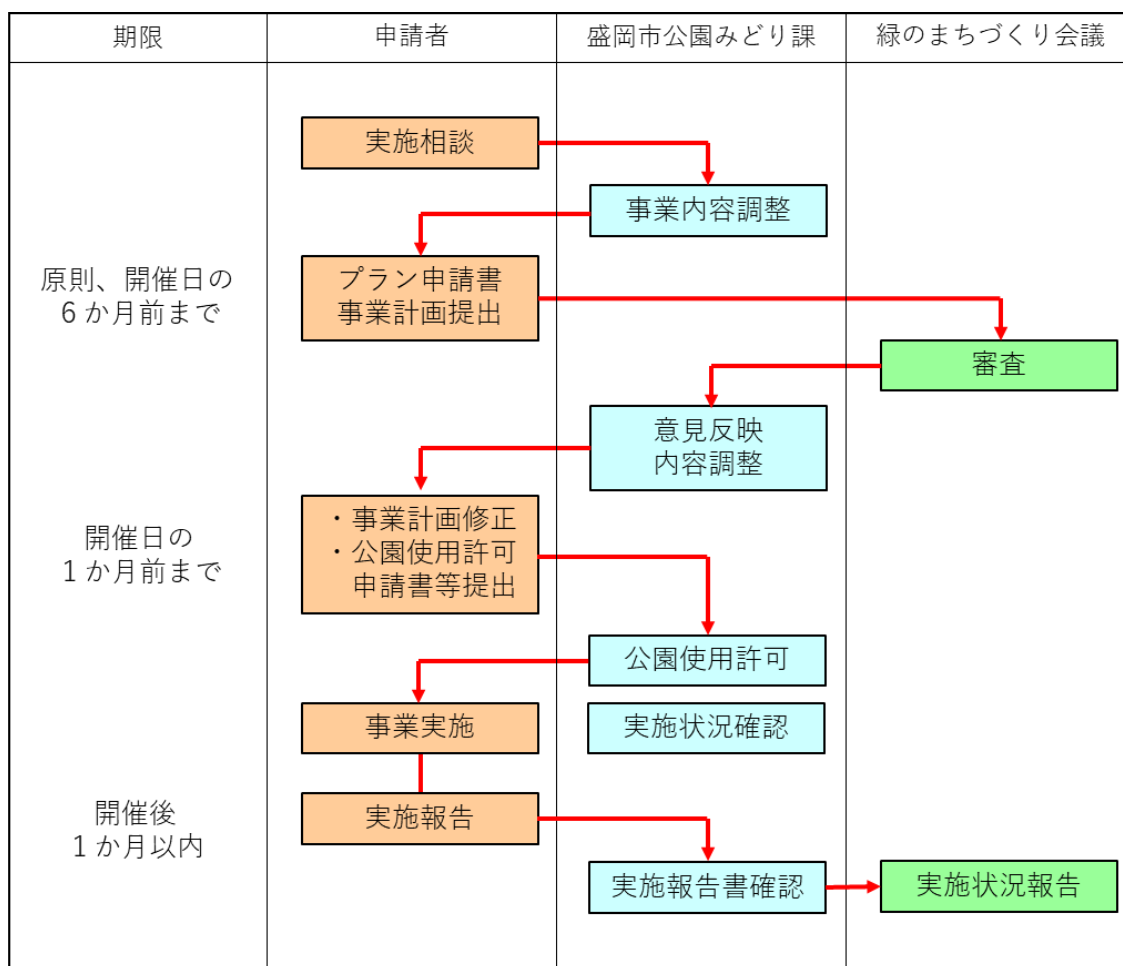 期限
申請者
盛岡市公園みどり課
緑のまちづくり会議
実施相談
事業内容調整
原則、開催日の
6か月前まで
プラン申請書
事業計画提出
審査
意見反映
内容調整
開催日の
1か月前まで
・事業計画修正
・公園使用許可
申請書等提出
公園使用許可
事業実施
実施状況確認
開催後
1か月以内
実施報告
実施報告書確認
実施状況報告